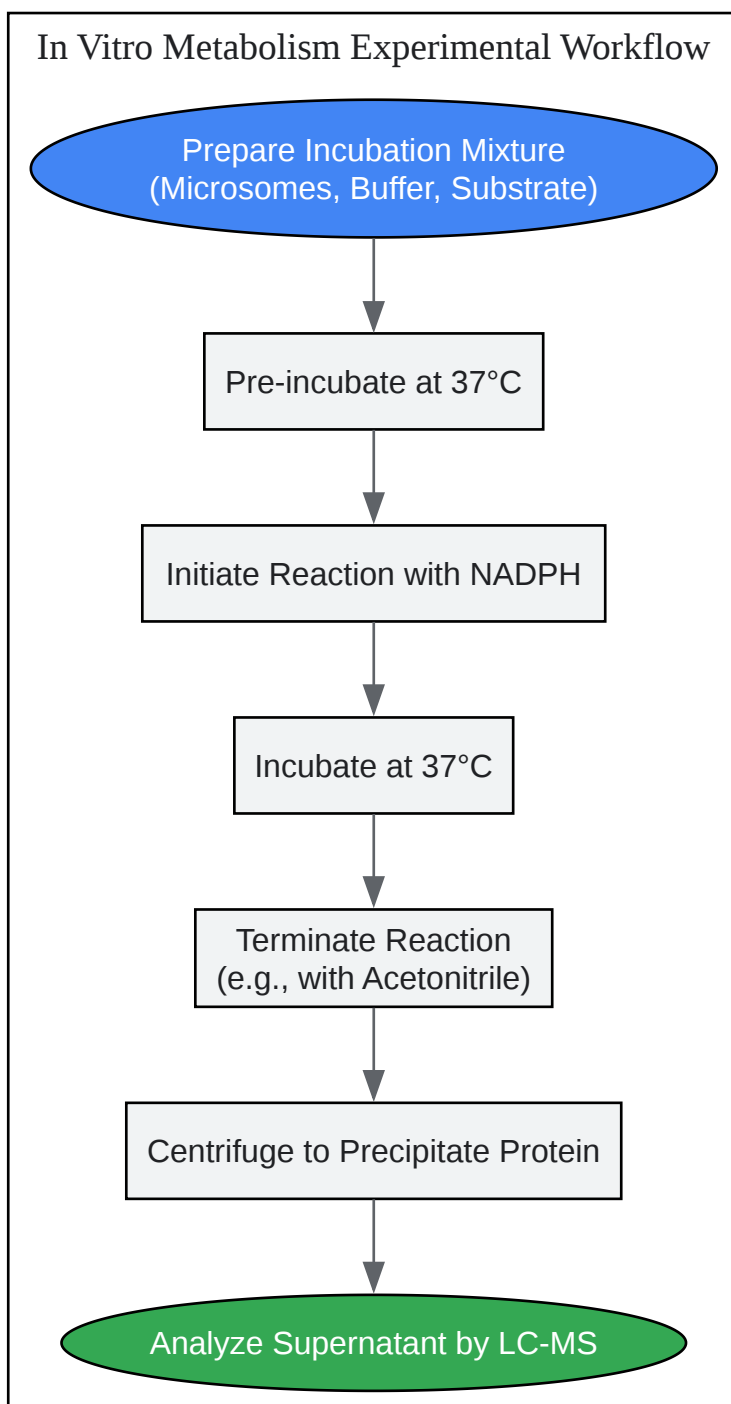 In Vitro Metabolism Experimental Workflow
Prepare Incubation Mixture
(Microsomes, Buffer, Substrate)
Pre-incubate at 37°C
Initiate Reaction with NADPH
Incubate at 37°C
Terminate Reaction
(e.g., with Acetonitrile)
Centrifuge to Precipitate Protein
Analyze Supernatant by LC-MS